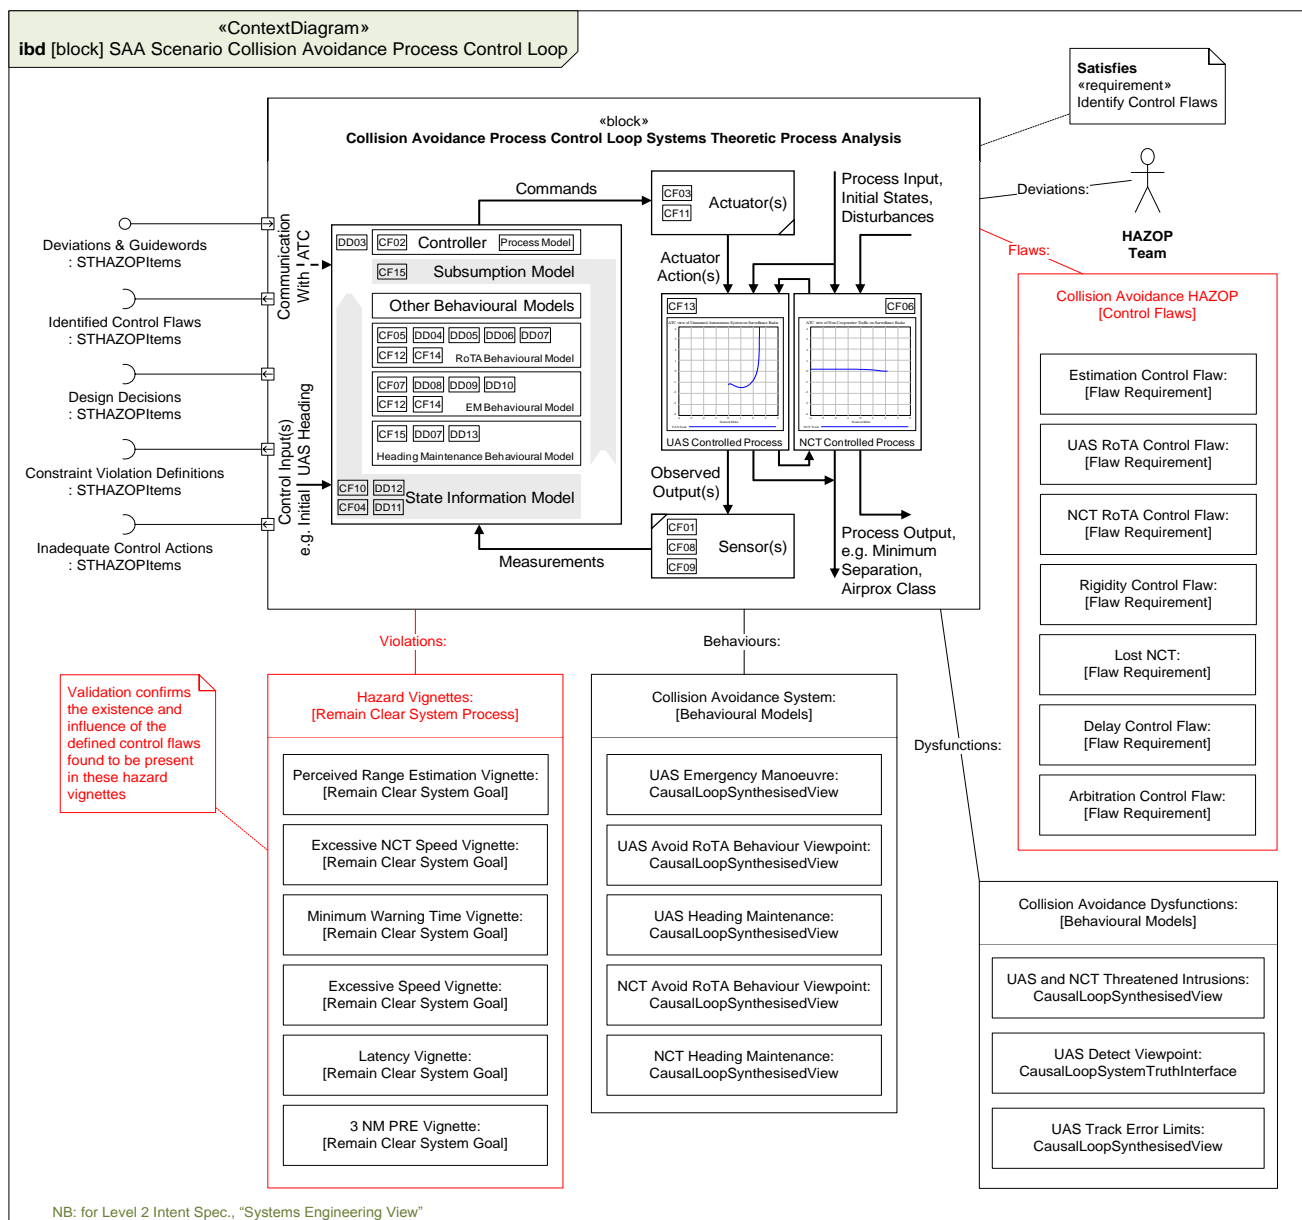 «ContextDiagram»
ibd [block] SAA Scenario Collision Avoidance Process Control Loop
Satisfies
«requirement»
Identify Control Flaws
«block»
Collision Avoidance Process Control Loop Systems Theoretic Process Analysis
Deviations:
HAZOP
Team
Flaws:
Deviations & Guidewords
: STHAZOPItems
Identified Control Flaws
: STHAZOPItems
Design Decisions
: STHAZOPItems
Constraint Violation Definitions
: STHAZOPItems
Inadequate Control Actions
: STHAZOPItems
Communication
With ATC
Control Input(s)
e.g. Initial UAS Heading
Commands
CF03
CF11
Actuator(s)
Process Input,
Initial States,
Disturbances
DD03
CF02
Controller
Process Model
CF15
Subsumption Model
Other Behavioural Models
CF05 DD04 DD05 DD06 DD07
CF12 CF14 RoTA Behavioural Model
CF07 DD08 DD09 DD10
CF12 CF14 EM Behavioural Model
CF15 DD07 DD13
Heading Maintenance Behavioural Model
CF10 DD12
CF04 DD11
State Information Model
Actuator
Action(s)
CF13
UAS Controlled Process
CF06
NCT Controlled Process
Observed
Output(s)
CF01
CF08
CF09
Sensor(s)
Measurements
Process Output,
e.g. Minimum
Separation,
Airprox Class
Collision Avoidance HAZOP
[Control Flaws]
Estimation Control Flaw:
[Flaw Requirement]
UAS RoTA Control Flaw:
[Flaw Requirement]
NCT RoTA Control Flaw:
[Flaw Requirement]
Rigidity Control Flaw:
[Flaw Requirement]
Lost NCT:
[Flaw Requirement]
Delay Control Flaw:
[Flaw Requirement]
Arbitration Control Flaw:
[Flaw Requirement]
Violations:
Behaviours:
Dysfunctions:
Validation confirms
the existence and
influence of the
defined control flaws
found to be present
in these hazard
vignettes
Hazard Vignettes:
[Remain Clear System Process]
Perceived Range Estimation Vignette:
[Remain Clear System Goal]
Excessive NCT Speed Vignette:
[Remain Clear System Goal]
Minimum Warning Time Vignette:
[Remain Clear System Goal]
Excessive Speed Vignette:
[Remain Clear System Goal]
Latency Vignette:
[Remain Clear System Goal]
3 NM PRE Vignette:
[Remain Clear System Goal]
Collision Avoidance System:
[Behavioural Models]
UAS Emergency Manoeuvre:
CausalLoopSynthesisedView
UAS Avoid RoTA Behaviour Viewpoint:
CausalLoopSynthesisedView
UAS Heading Maintenance:
CausalLoopSynthesisedView
NCT Avoid RoTA Behaviour Viewpoint:
CausalLoopSynthesisedView
NCT Heading Maintenance:
CausalLoopSynthesisedView
Collision Avoidance Dysfunctions:
[Behavioural Models]
UAS and NCT Threatened Intrusions:
CausalLoopSynthesisedView
UAS Detect Viewpoint:
CausalLoopSystemTruthInterface
UAS Track Error Limits:
CausalLoopSynthesisedView
NB: for Level 2 Intent Spec., “Systems Engineering View”